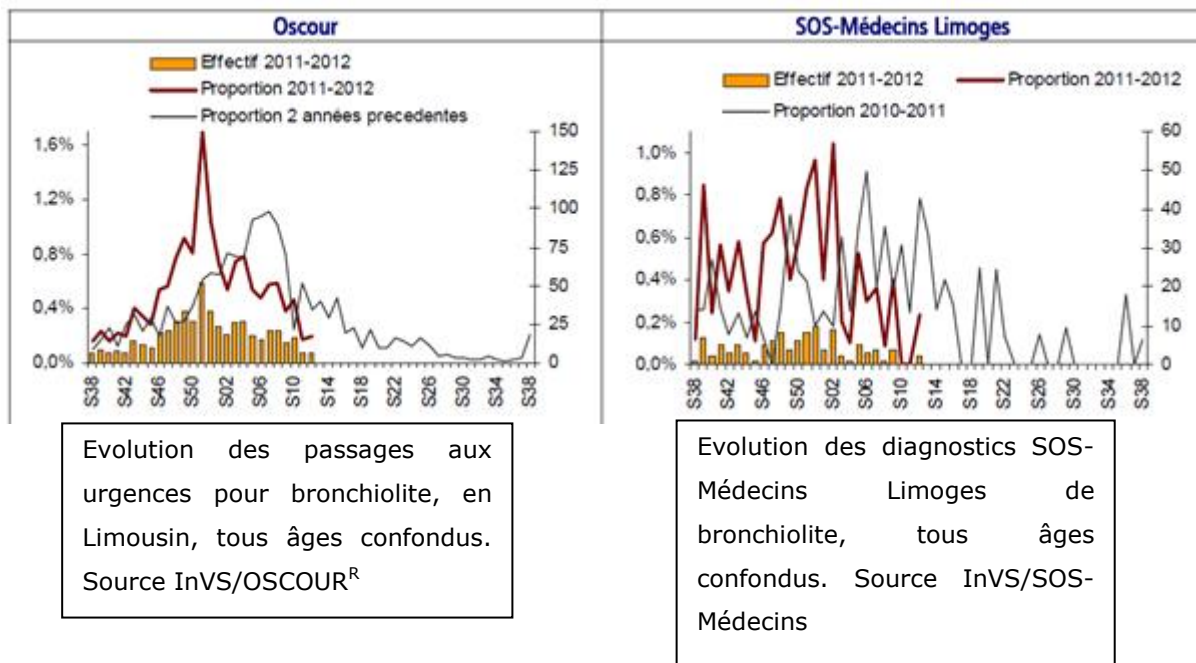 Oscour
Effectif 2011-2012
Proportion 2011-2012
Proportion 2 années precedentes
1,6%
1,2%
0,8%
0,4%
0,0%
150
125
100
75
50
25
0
S38
S42
S46
S50
S02
S06
S10
S14
S18
S22
S26
S30
S34
S38
SOS-Médecins Limoges
Effectif 2011-2012
Proportion 2011-2012
Proportion 2010-2011
1,0%
0,8%
0,6%
0,4%
0,2%
0,0%
60
50
40
30
20
10
0
S38
S42
S46
S50
S02
S06
S10
S14
S18
S22
S26
S30
S34
S38
Evolution des passages aux
urgences pour bronchiolite, en
Limousin, tous âges confondus.
Source InVS/OSCOUR^R
Evolution des diagnostics SOS-
Médecins Limoges de
bronchiolite, tous âges
confondus. Source InVS/SOS-
Médecins